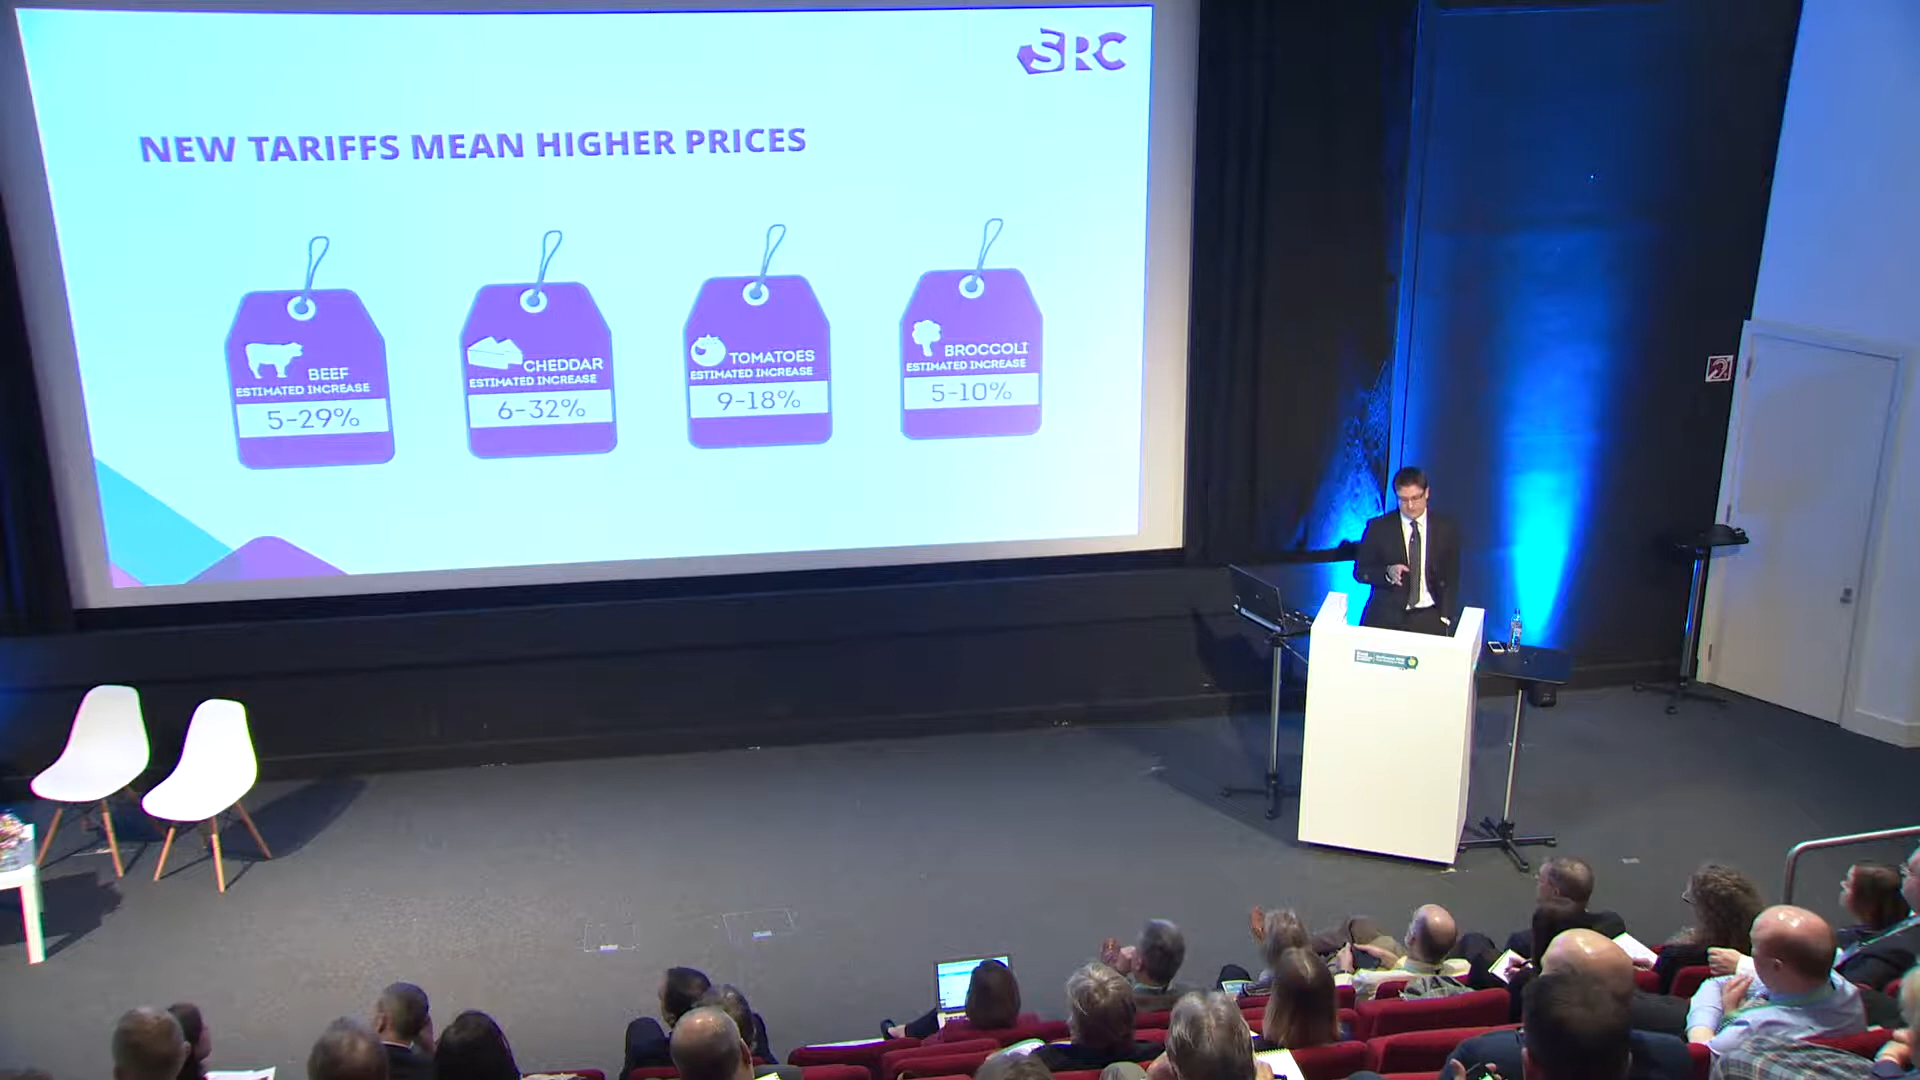 SRC
NEW TARIFFS MEAN HIGHER PRICES
BEEF
ESTIMATED INCREASE
5-29%
CHEDDAR
ESTIMATED INCREASE
6-32%
TOMATOES
ESTIMATED INCREASE
9-18%
BROCCOLI
ESTIMATED INCREASE
5-10%